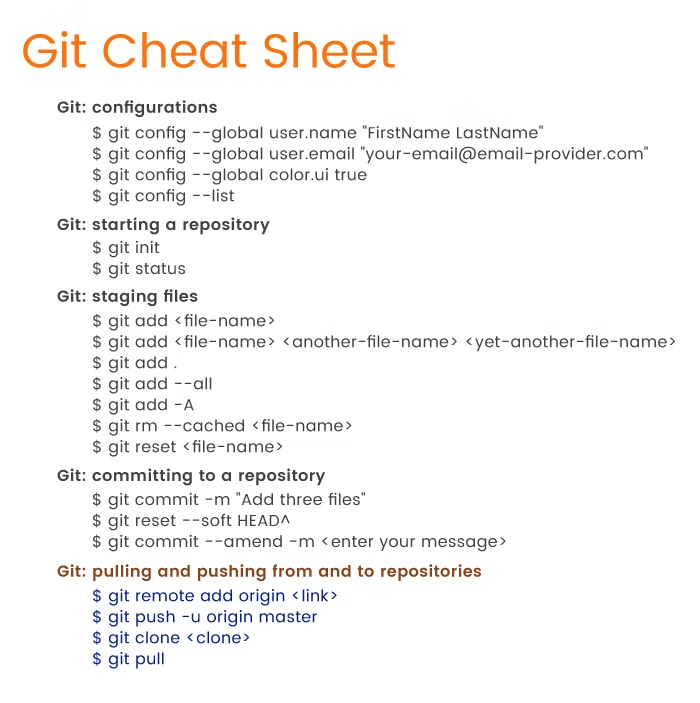 Git Cheat Sheet
Git: configurations
$ git config --global user.name "FirstName LastName"
$ git config --global user.email "your-email@email-provider.com"
$ git config --global color.ui true
$ git config --list
Git: starting a repository
$ git init
$ git status
Git: staging files
$ git add <file-name>
$ git add <file-name> <another-file-name> <yet-another-file-name>
$ git add .
$ git add --all
$ git add -A
$ git rm --cached <file-name>
$ git reset <file-name>
Git: committing to a repository
$ git commit -m "Add three files"
$ git reset --soft HEAD^
$ git commit --amend -m <enter your message>
Git: pulling and pushing from and to repositories
$ git remote add origin <link>
$ git push -u origin master
$ git clone <clone>
$ git pull